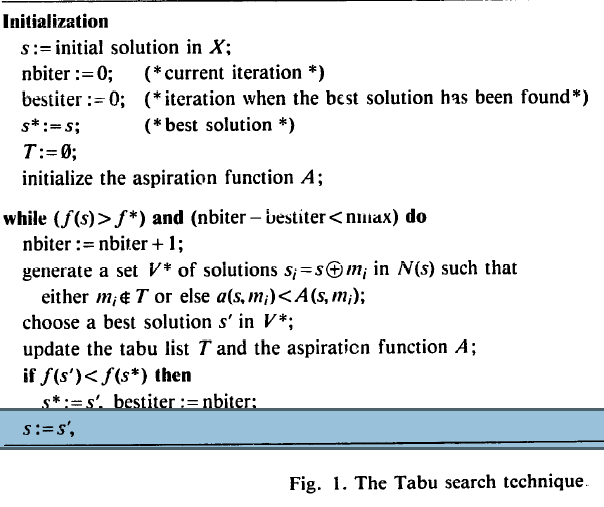 Initialization
s := initial solution in X;
nbiter := 0; (* current iteration *)
bestiter := 0; (* iteration when the best solution has been found *)
s* := s; (* best solution *)
T := ∅;
initialize the aspiration function A;
while (f(s) > f*) and (nbiter − bestiter < nmax) do
nbiter := nbiter + 1;
generate a set V* of solutions sᵢ = s ⊕ mᵢ in N(s) such that
either mᵢ ∉ T or else a(s, mᵢ) < A(s, mᵢ);
choose a best solution s′ in V*;
update the tabu list T and the aspiration function A;
if f(s′) < f(s*) then
s* := s′, bestiter := nbiter;
s := s′,
Fig. 1. The Tabu search technique.